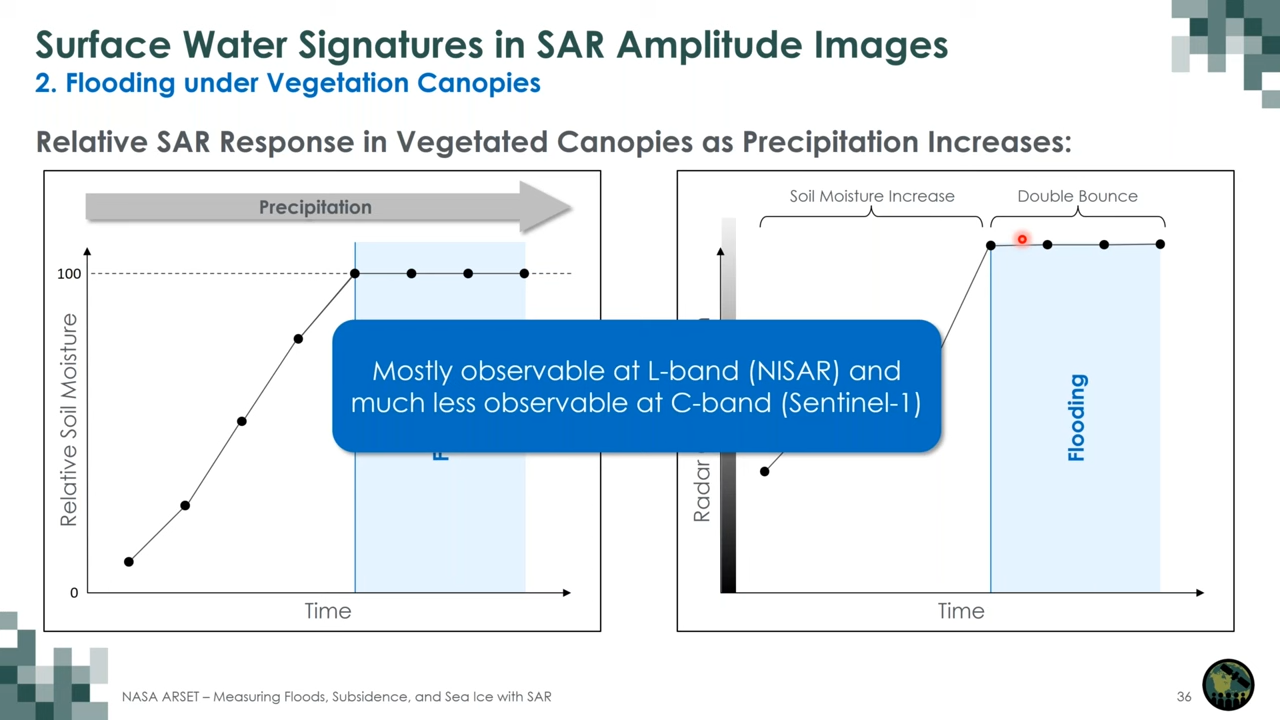 Surface Water Signatures in SAR Amplitude Images
2. Flooding under Vegetation Canopies
Relative SAR Response in Vegetated Canopies as Precipitation Increases:
Precipitation
100
0
Relative Soil Moisture
Time
Soil Moisture Increase
Double Bounce
Radar
Flooding
Time
Mostly observable at L-band (NISAR) and
much less observable at C-band (Sentinel-1)
NASA ARSET – Measuring Floods, Subsidence, and Sea Ice with SAR
36